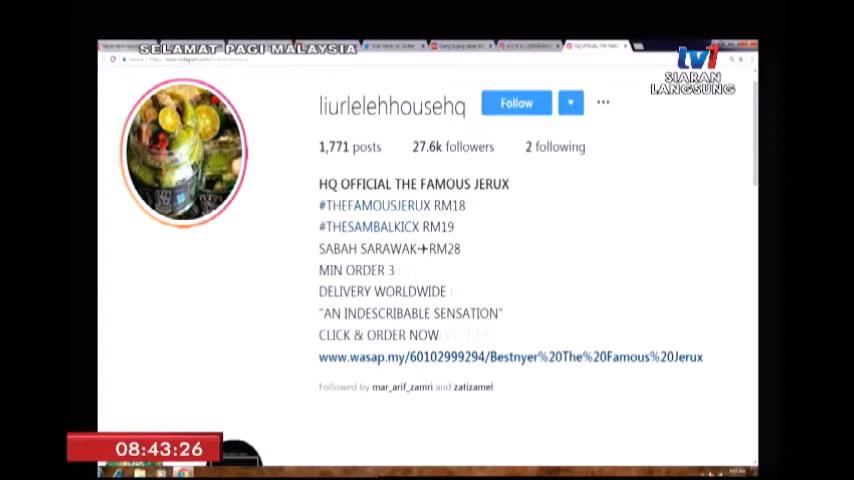 SELAMAT PAGI MALAYSIA
tv1
SIARAN
LANGSUNG
liurlelehhousehq
Follow
1,771 posts 27.6k followers 2 following
HQ OFFICIAL THE FAMOUS JERUX
#THEFAMOUSJERUX RM18
#THESAMBALKICX RM19
SABAH SARAWAK✈RM28
MIN ORDER 3
DELIVERY WORLDWIDE
"AN INDESCRIBABLE SENSATION"
CLICK & ORDER NOW
www.wasap.my/60102999294/Bestnyer%20The%20Famous%20Jerux
Followed by mar_arif_zamri and zatizamel
08:43:26